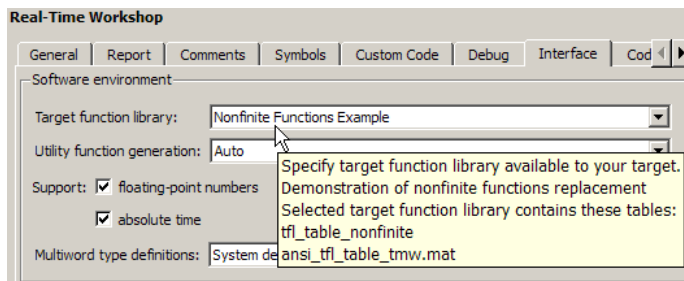 Real-Time Workshop
General Report Comments Symbols Custom Code Debug Interface Cod
Software environment
Target function library: Nonfinite Functions Example
Utility function generation: Auto
Specify target function library available to your target.
Support: floating-point numbers
Demonstration of nonfinite functions replacement
Selected target function library contains these tables:
absolute time
tfl_table_nonfinite
Multiword type definitions: System de
ansi_tfl_table_tmw.mat